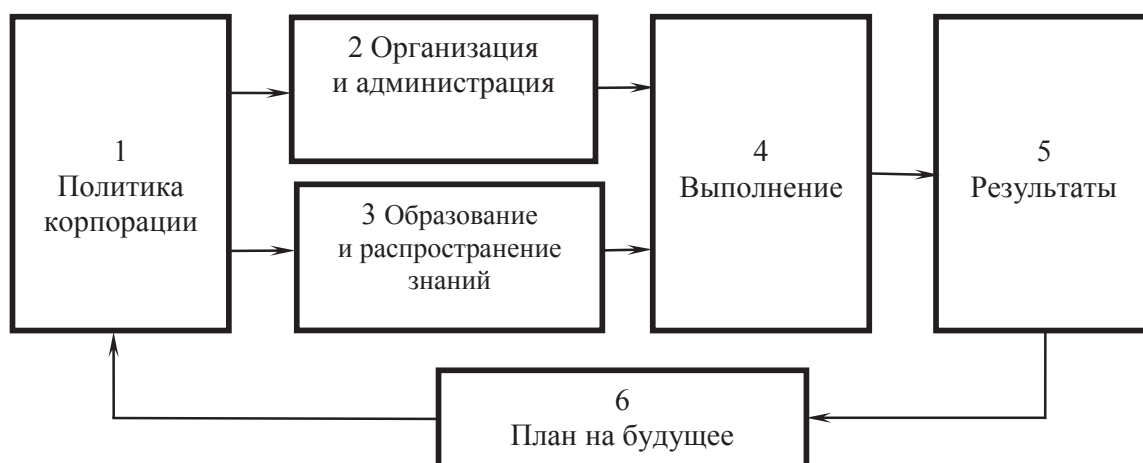 1
Политика
корпорации
2 Организация
и администрация
3 Образование
и распространение
знаний
4
Выполнение
5
Результаты
6
План на будущее